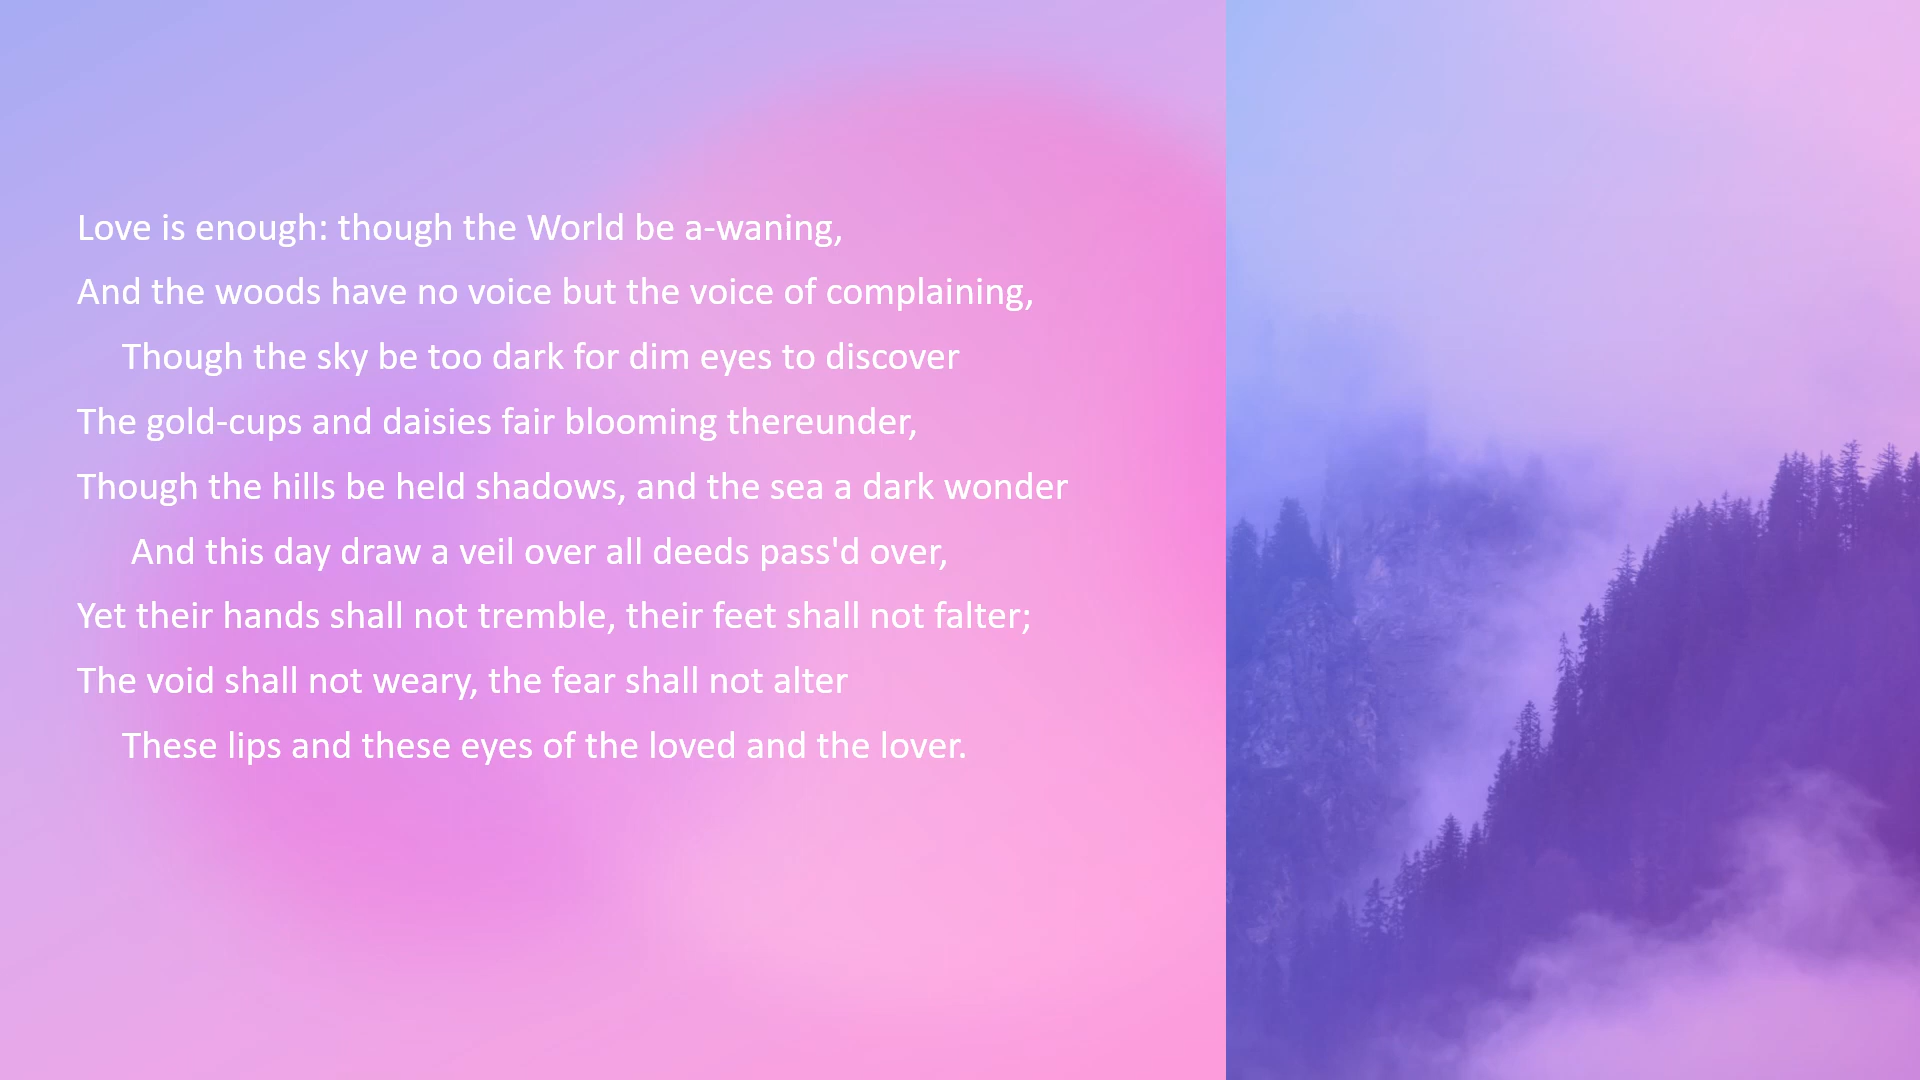 Love is enough: though the World be a-waning,
And the woods have no voice but the voice of complaining,
Though the sky be too dark for dim eyes to discover
The gold-cups and daisies fair blooming thereunder,
Though the hills be held shadows, and the sea a dark wonder
And this day draw a veil over all deeds pass'd over,
Yet their hands shall not tremble, their feet shall not falter;
The void shall not weary, the fear shall not alter
These lips and these eyes of the loved and the lover.